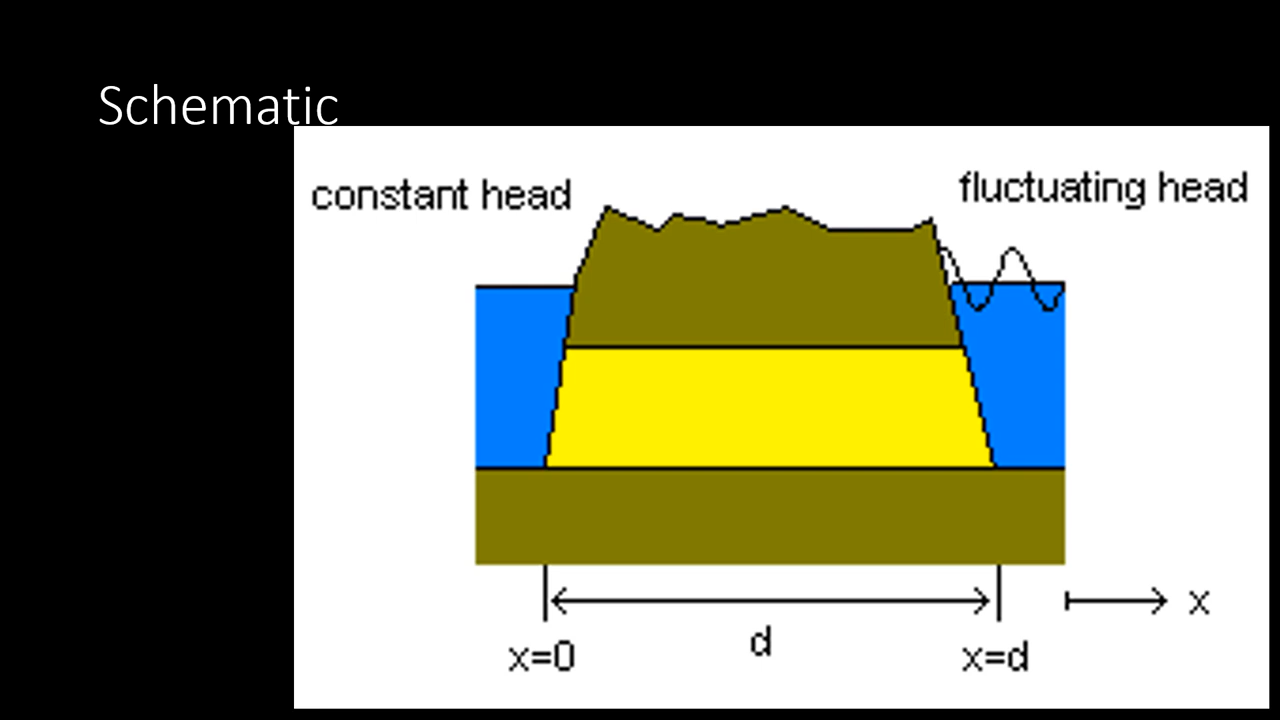 Schematic
constant head
fluctuating head
x
d
x=0
x=d